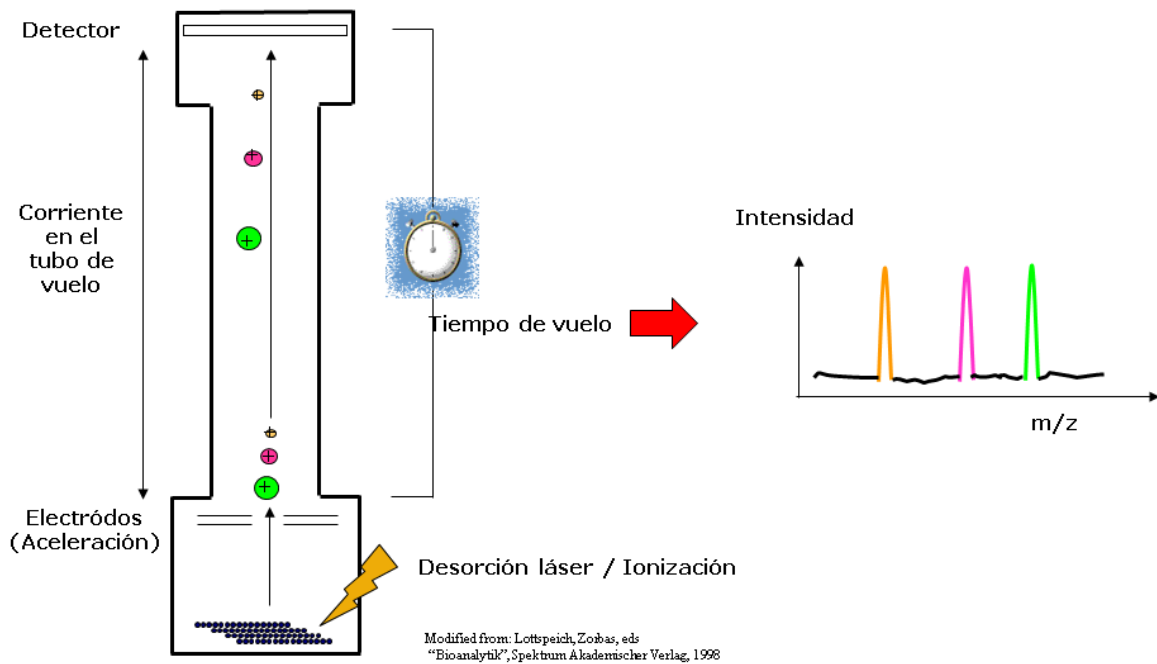 Detector
Corriente
en el
tubo de
vuelo
Intensidad
Tiempo de vuelo
m/z
Electródos
(Aceleración)
Desorción láser / Ionización
Modified from: Lottspeich, Zorbas, eds
"Bioanalytik", Spektrum Akademischer Verlag, 1998